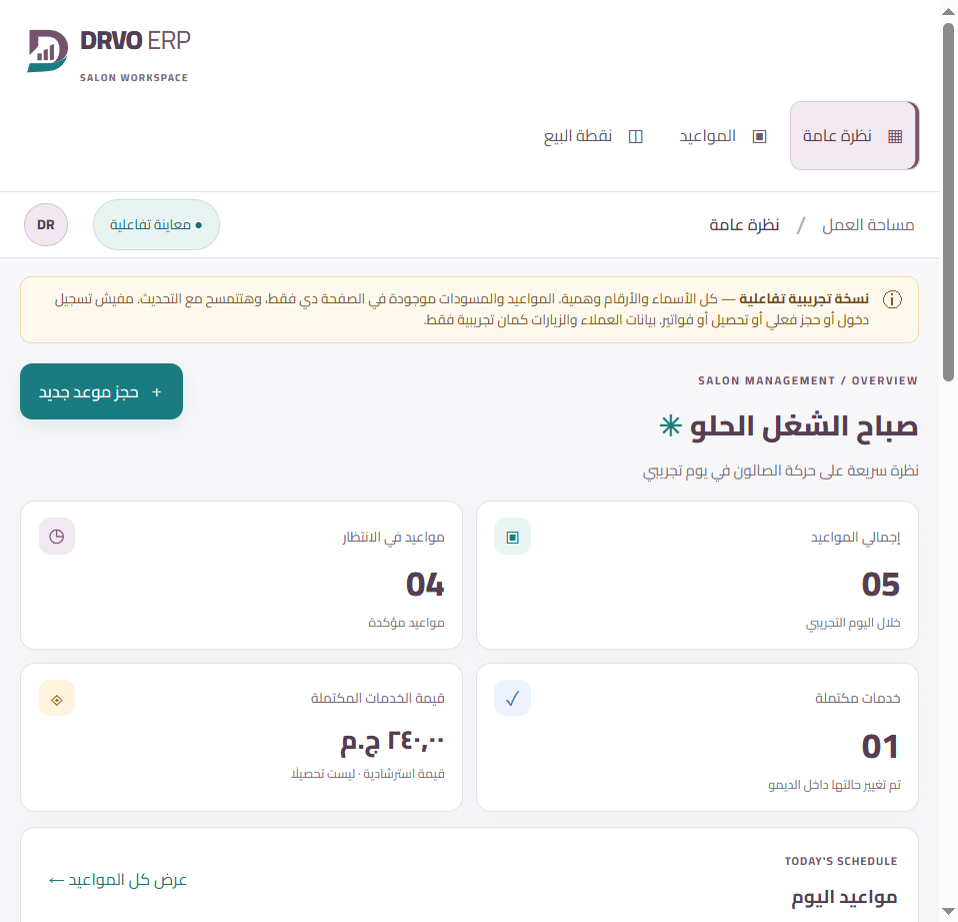 DRVO ERP
SALON WORKSPACE
نظرة عامة
المواعيد
نقطة البيع
مساحة العمل / نظرة عامة
● معاينة تفاعلية
DR
نسخة تجريبية تفاعلية — كل الأسماء والأرقام وهمية. المواعيد والمسودات موجودة في الصفحة دي فقط، وهتتمسح مع التحديث. مفيش تسجيل
دخول أو حجز فعلي أو تحصيل أو فواتير. بيانات العملاء والزيارات كمان تجريبية فقط.
SALON MANAGEMENT / OVERVIEW
صباح الشغل الحلو ✳
نظرة سريعة على حركة الصالون في يوم تجريبي
+ حجز موعد جديد
إجمالي المواعيد
05
خلال اليوم التجريبي
مواعيد في الانتظار
04
مواعيد مؤكدة
خدمات مكتملة
01
تم تغيير حالتها داخل الديمو
قيمة الخدمات المكتملة
٢٤٠,٠٠ ج.م
قيمة استرشادية · ليست تحصيلًا
TODAY'S SCHEDULE
مواعيد اليوم
عرض كل المواعيد ←